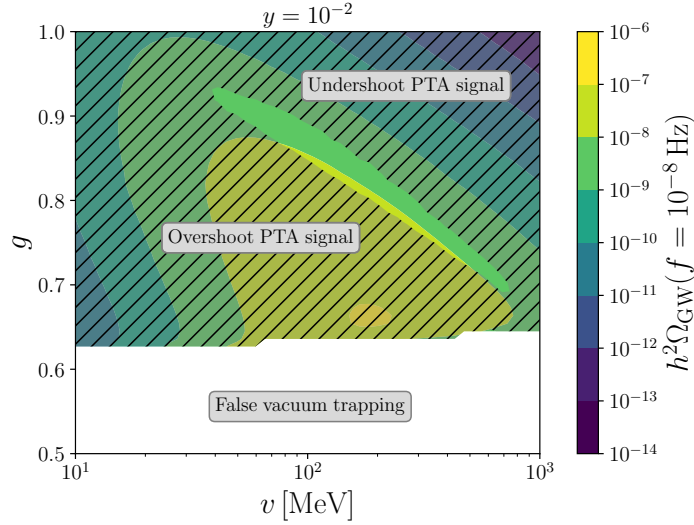 y = 10⁻²
1.0
0.9
0.8
0.7
0.6
0.5
g
Undershoot PTA signal
Overshoot PTA signal
False vacuum trapping
10¹
10²
10³
v [MeV]
10⁻⁶
10⁻⁷
10⁻⁸
10⁻⁹
10⁻¹⁰
10⁻¹¹
10⁻¹²
10⁻¹³
10⁻¹⁴
h²Ω_GW(f = 10⁻⁸ Hz)